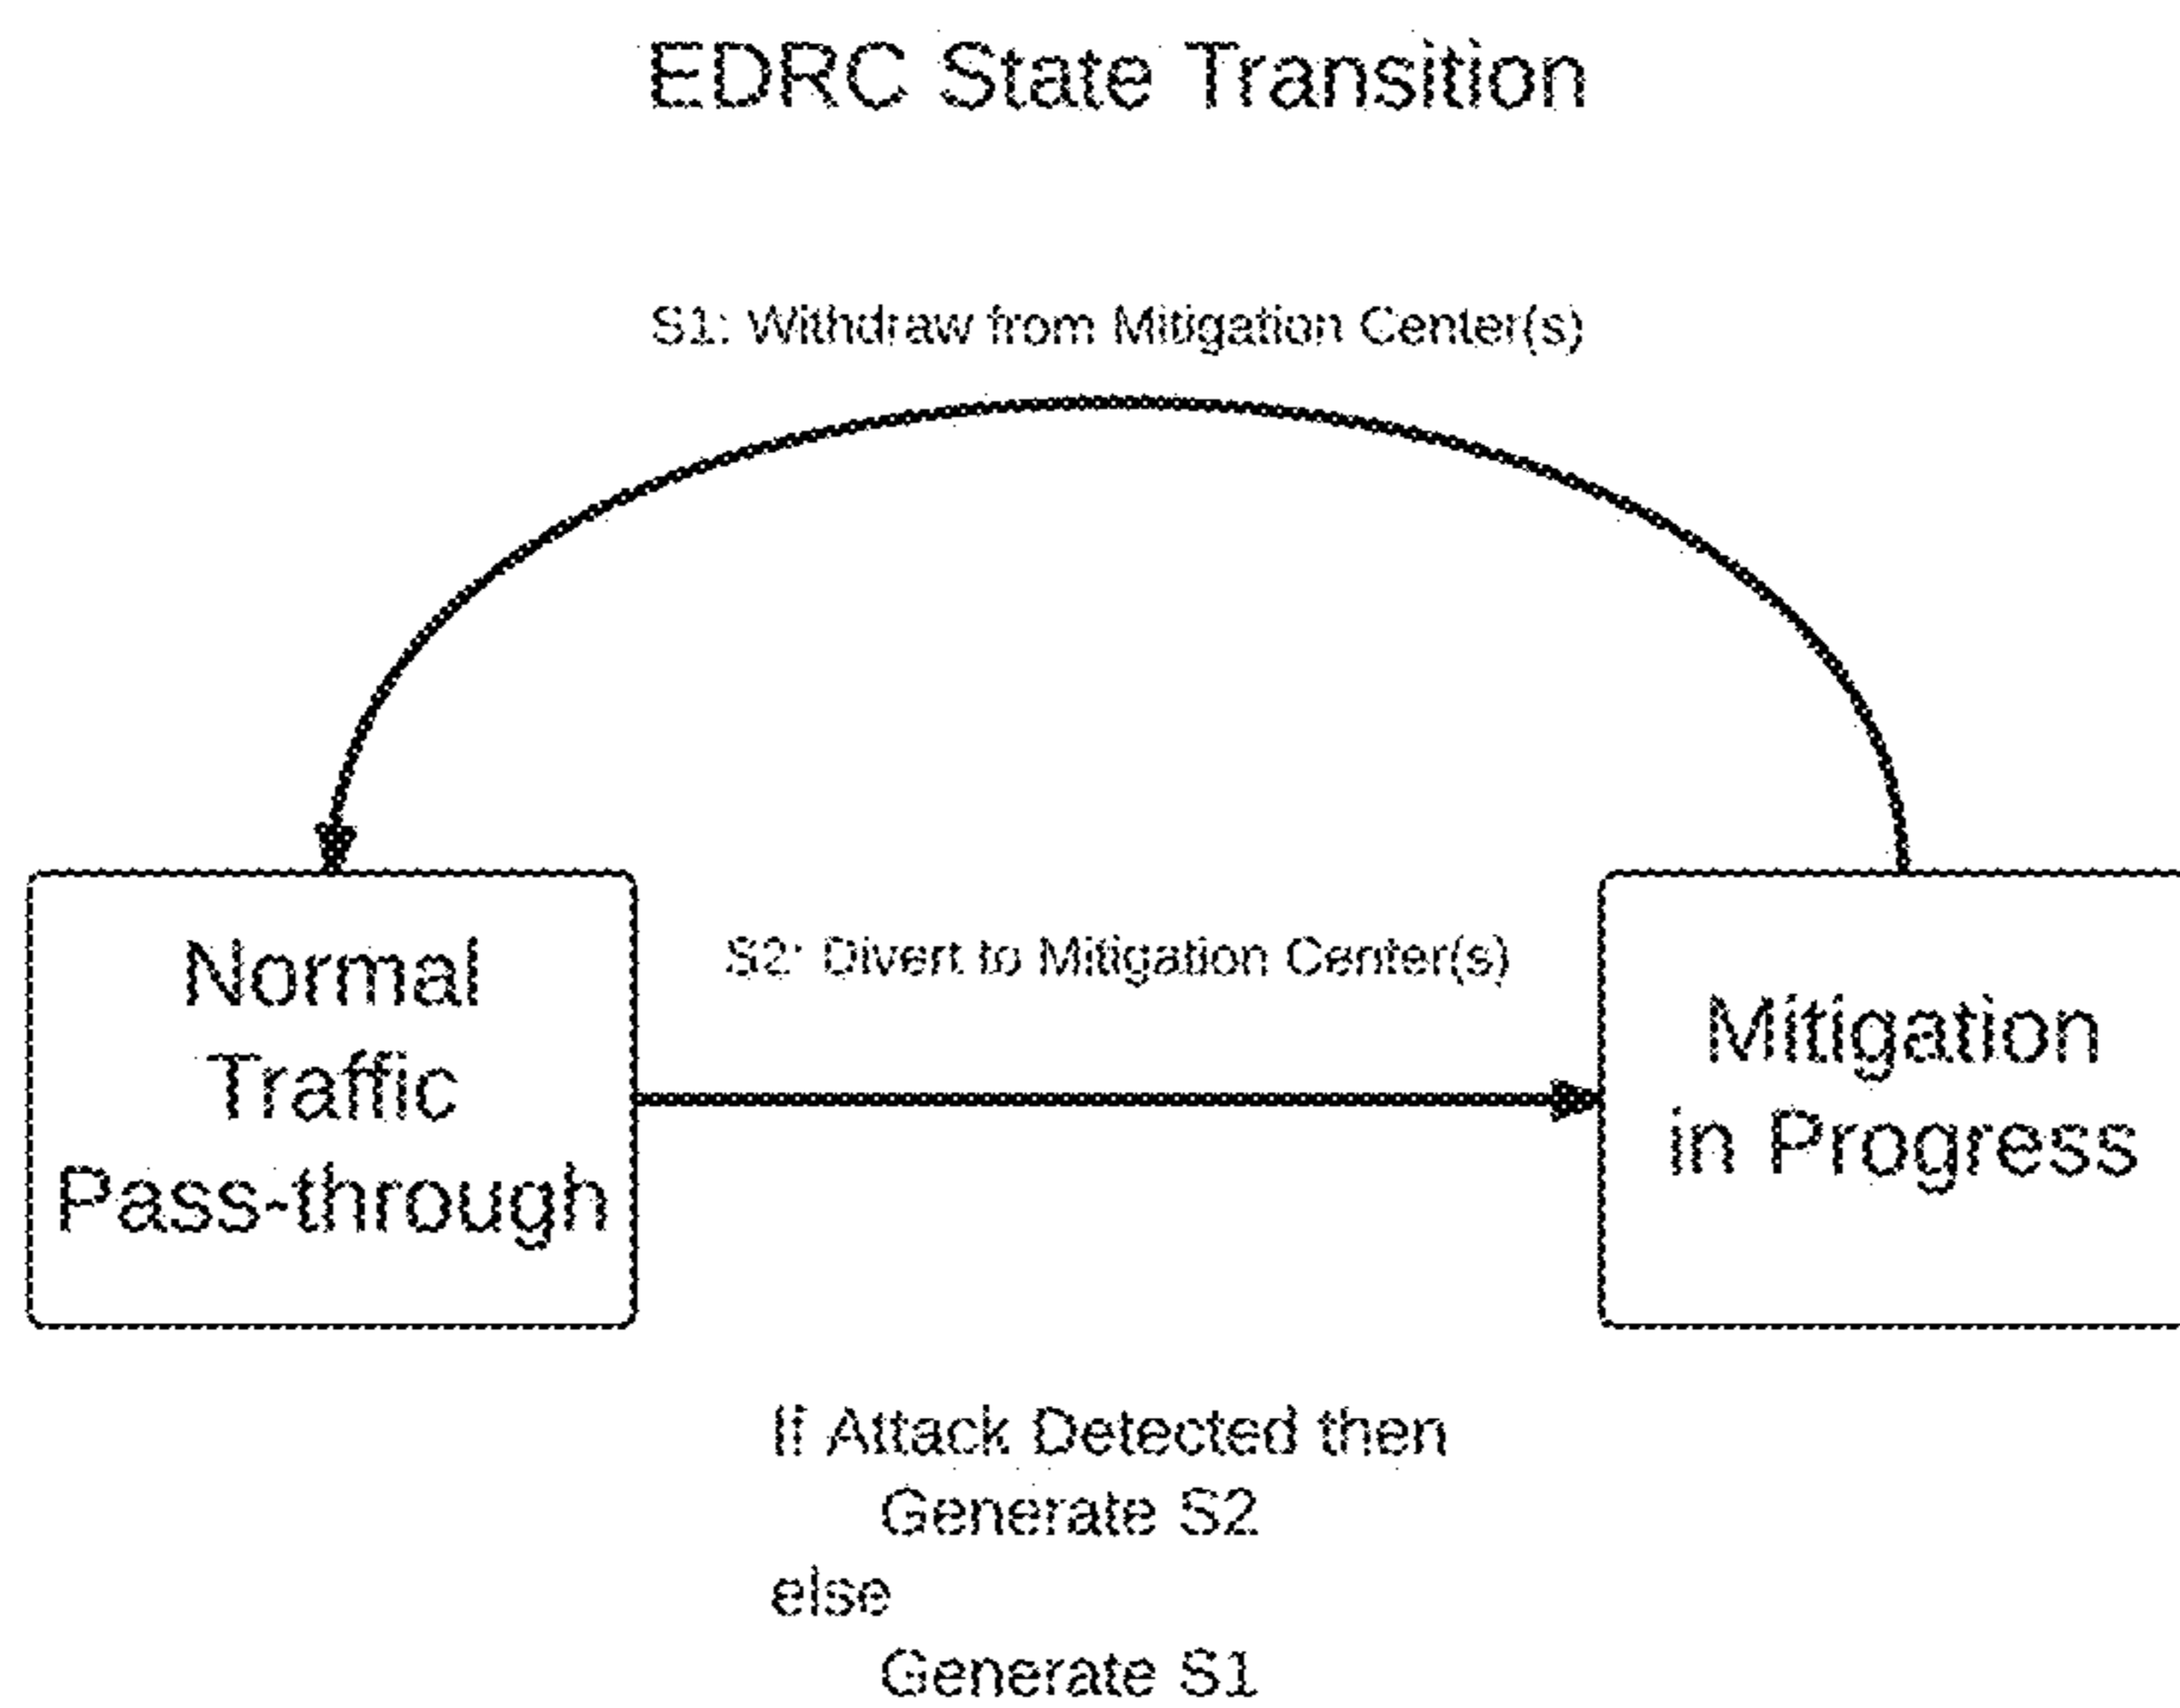 EDRC State Transition
S1: Withdraw from Mitigation Center(s)
Normal
Traffic
Pass-through
S2: Divert to Mitigation Center(s)
Mitigation
in Progress
If Attack Detected then
Generate S2
else
Generate S1